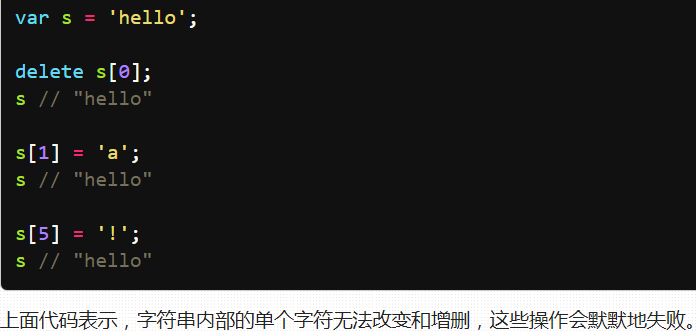 var s = 'hello';
delete s[0];
s // "hello"
s[1] = 'a';
s // "hello"
s[5] = '!';
s // "hello"
上面代码表示，字符串内部的单个字符无法改变和增删，这些操作会默默地失败。